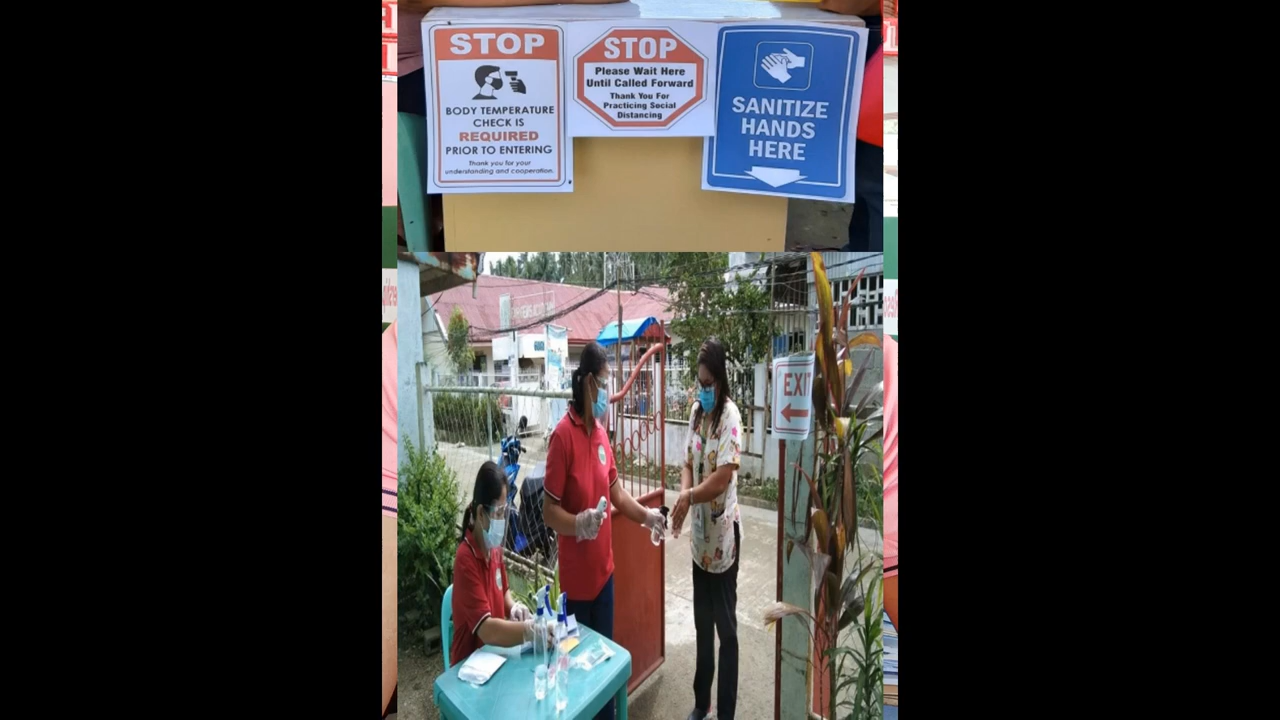 STOP
BODY TEMPERATURE
CHECK IS
REQUIRED
PRIOR TO ENTERING
Thank you for your
understanding and cooperation.
STOP
Please Wait Here
Until Called Forward
Thank You For
Practicing Social
Distancing
SANITIZE
HANDS
HERE
EXIT